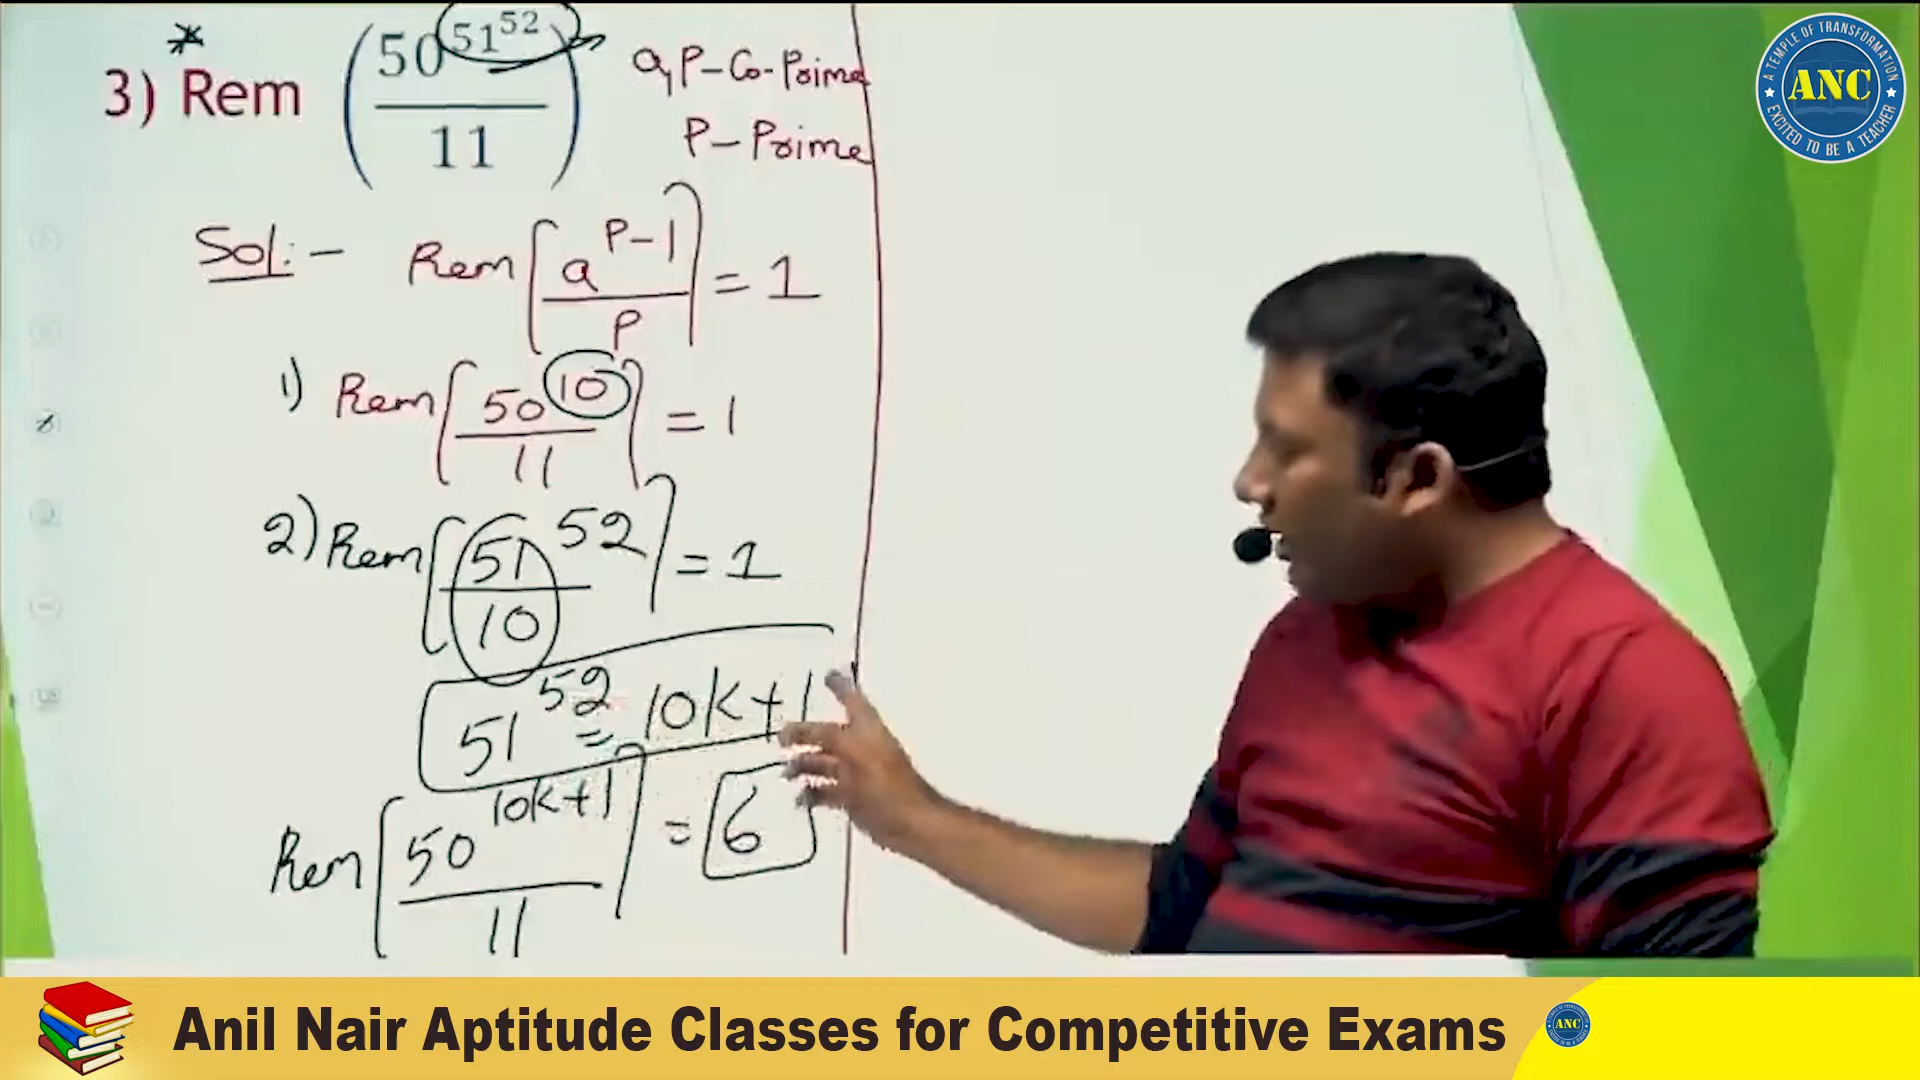 *
3) Rem (50^51^52 / 11)
a, P - Co-Prime
P - Prime
Sol:- Rem[a^P-1 / P] = 1
1) Rem[50^10 / 11] = 1
2) Rem[51^52 / 10] = 1
51^52 = 10K+1
Rem[50^10K+1 / 11] = 6
A TEMPLE OF TRANSFORMATION
ANC
EXCITED TO BE A TEACHER
Anil Nair Aptitude Classes for Competitive Exams
ANC